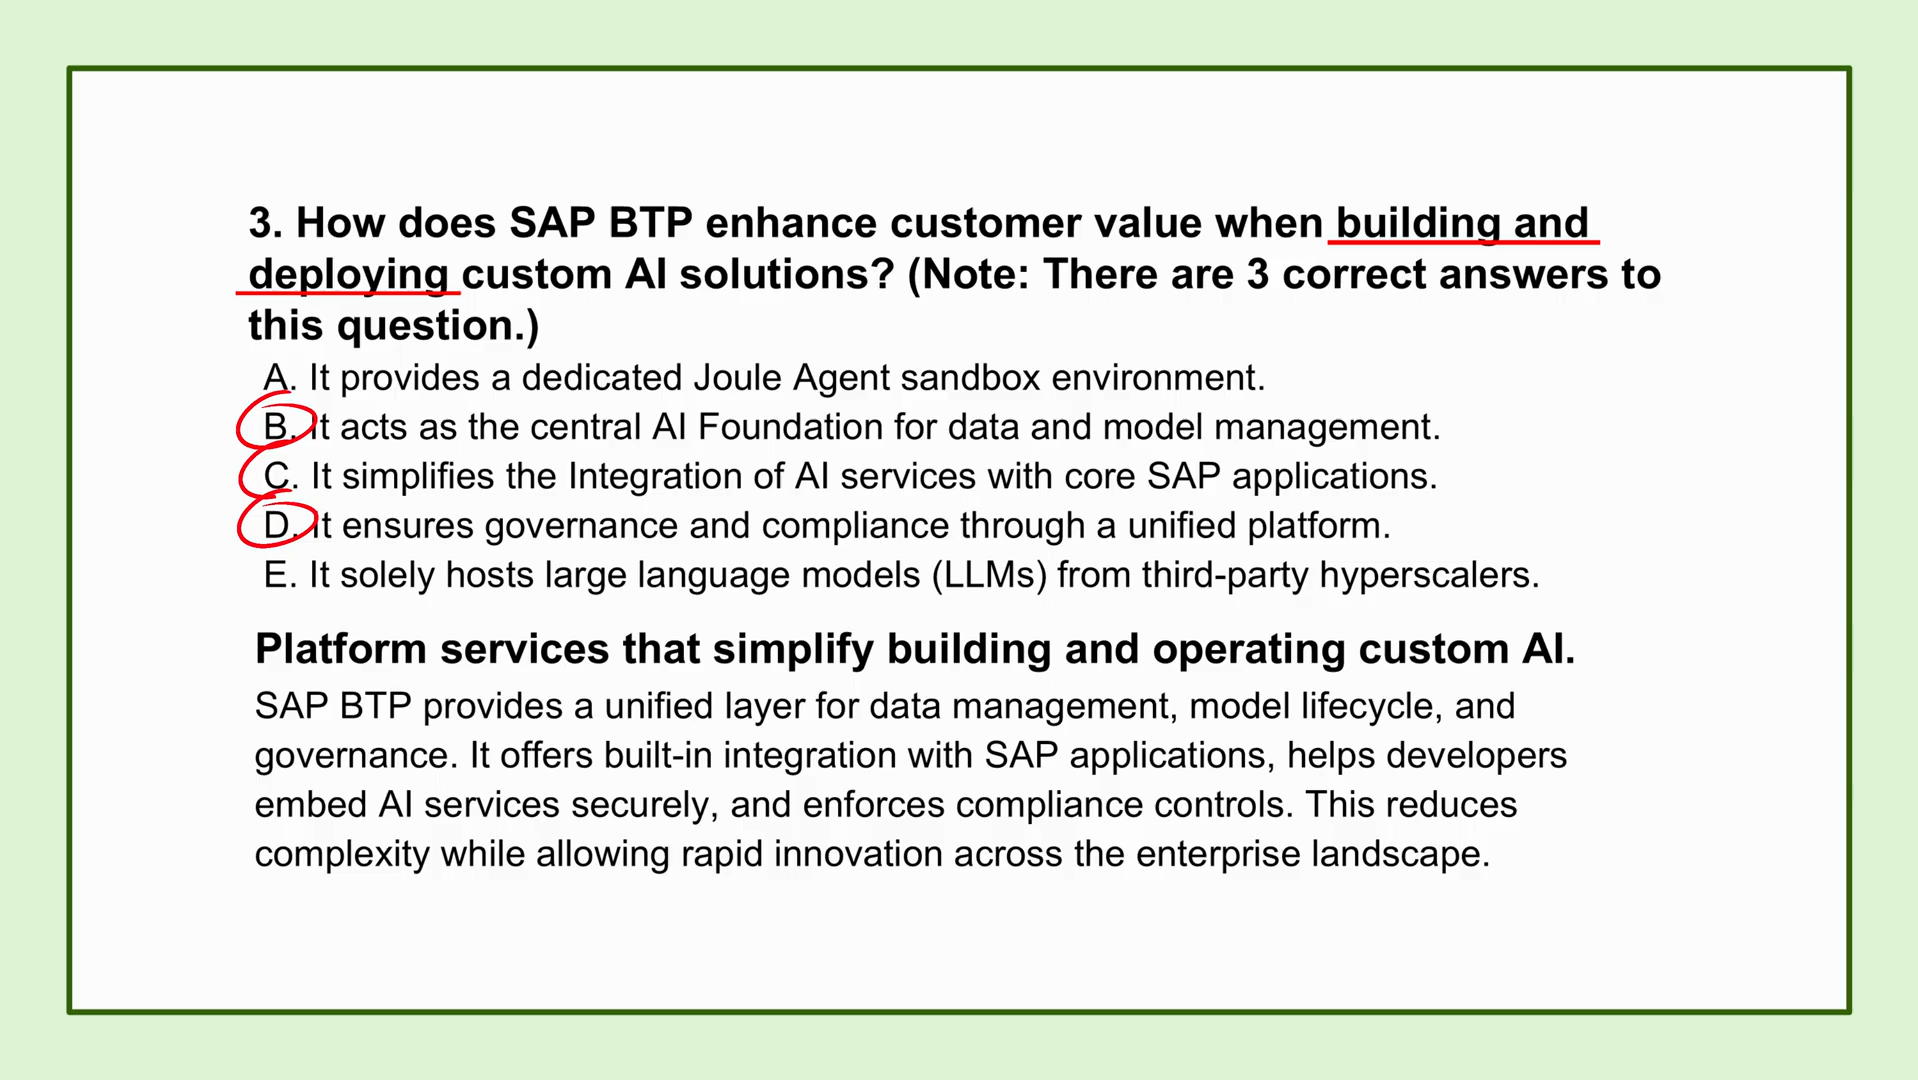 3. How does SAP BTP enhance customer value when building and
deploying custom AI solutions? (Note: There are 3 correct answers to
this question.)
A. It provides a dedicated Joule Agent sandbox environment.
B. It acts as the central AI Foundation for data and model management.
C. It simplifies the Integration of AI services with core SAP applications.
D. It ensures governance and compliance through a unified platform.
E. It solely hosts large language models (LLMs) from third-party hyperscalers.
Platform services that simplify building and operating custom AI.
SAP BTP provides a unified layer for data management, model lifecycle, and
governance. It offers built-in integration with SAP applications, helps developers
embed AI services securely, and enforces compliance controls. This reduces
complexity while allowing rapid innovation across the enterprise landscape.